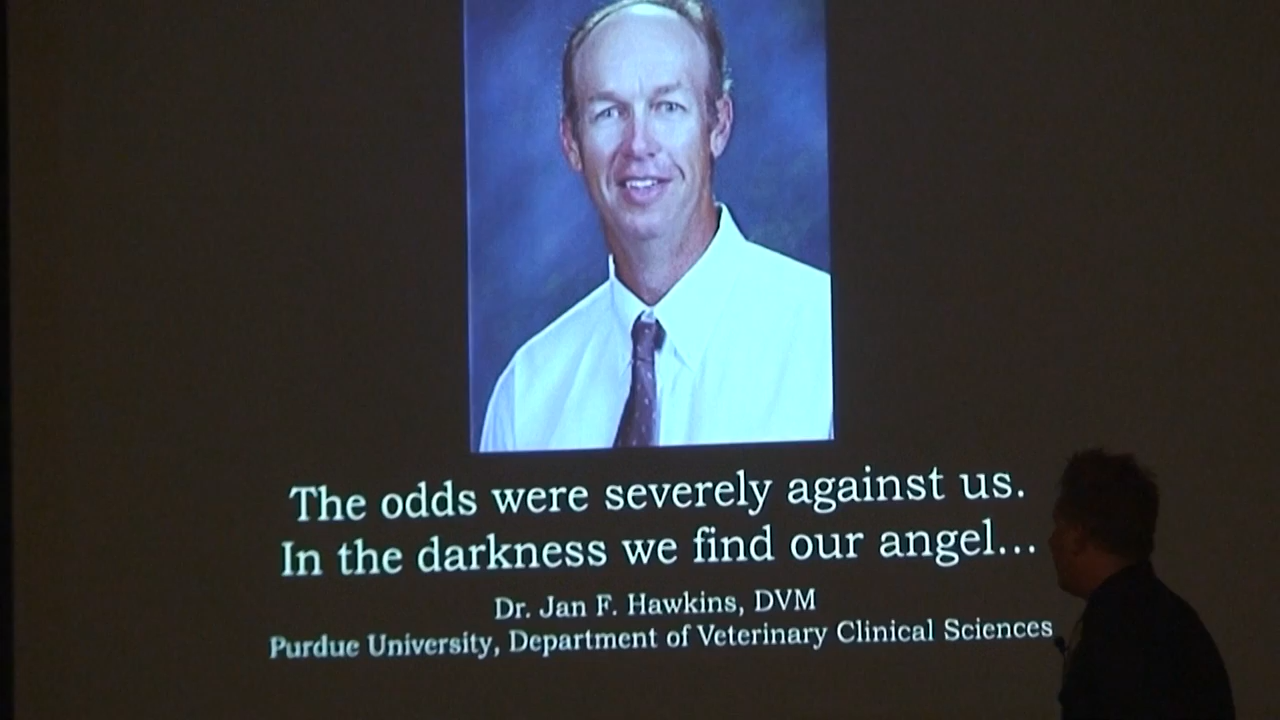 The odds were severely against us.
In the darkness we find our angel...
Dr. Jan F. Hawkins, DVM
Purdue University, Department of Veterinary Clinical Sciences